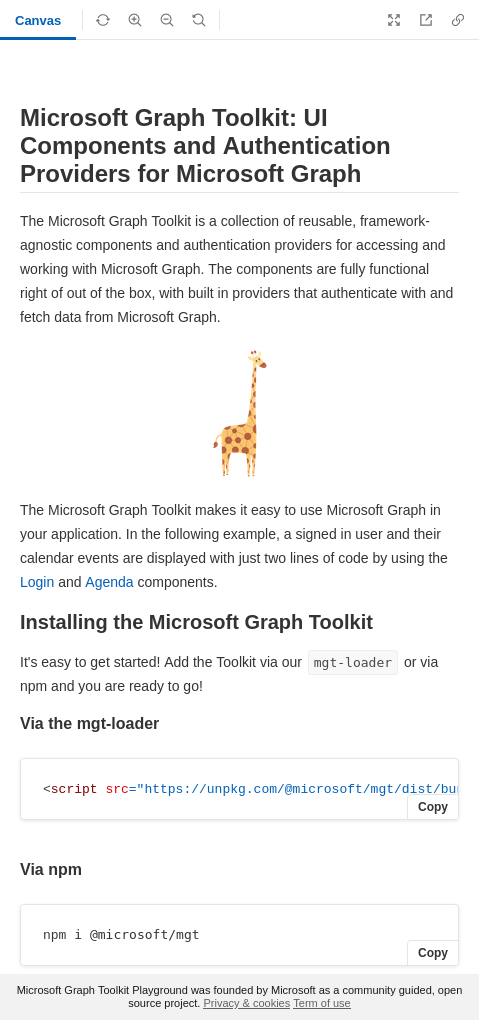 Canvas
Microsoft Graph Toolkit: UI
Components and Authentication
Providers for Microsoft Graph
The Microsoft Graph Toolkit is a collection of reusable, framework-
agnostic components and authentication providers for accessing and
working with Microsoft Graph. The components are fully functional
right of out of the box, with built in providers that authenticate with and
fetch data from Microsoft Graph.
The Microsoft Graph Toolkit makes it easy to use Microsoft Graph in
your application. In the following example, a signed in user and their
calendar events are displayed with just two lines of code by using the
Login and Agenda components.
Installing the Microsoft Graph Toolkit
It's easy to get started! Add the Toolkit via our mgt-loader or via
npm and you are ready to go!
Via the mgt-loader
<script src="https://unpkg.com/@microsoft/mgt/dist/bun
Copy
Via npm
npm i @microsoft/mgt
Copy
Microsoft Graph Toolkit Playground was founded by Microsoft as a community guided, open
source project. Privacy & cookies Term of use